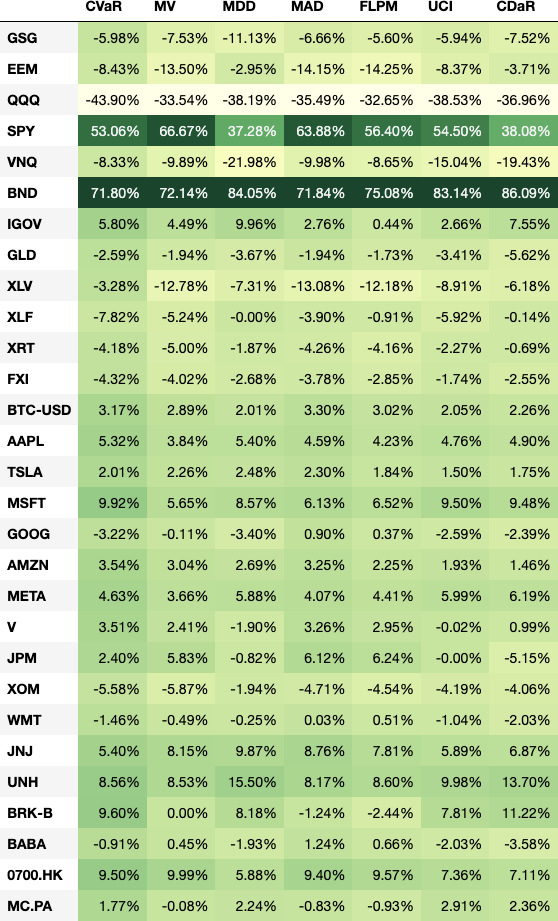 CVaR MV MDD MAD FLPM UCI CDaR
GSG -5.98% -7.53% -11.13% -6.66% -5.60% -5.94% -7.52%
EEM -8.43% -13.50% -2.95% -14.15% -14.25% -8.37% -3.71%
QQQ -43.90% -33.54% -38.19% -35.49% -32.65% -38.53% -36.96%
SPY 53.06% 66.67% 37.28% 63.88% 56.40% 54.50% 38.08%
VNQ -8.33% -9.89% -21.98% -9.98% -8.65% -15.04% -19.43%
BND 71.80% 72.14% 84.05% 71.84% 75.08% 83.14% 86.09%
IGOV 5.80% 4.49% 9.96% 2.76% 0.44% 2.66% 7.55%
GLD -2.59% -1.94% -3.67% -1.94% -1.73% -3.41% -5.62%
XLV -3.28% -12.78% -7.31% -13.08% -12.18% -8.91% -6.18%
XLF -7.82% -5.24% -0.00% -3.90% -0.91% -5.92% -0.14%
XRT -4.18% -5.00% -1.87% -4.26% -4.16% -2.27% -0.69%
FXI -4.32% -4.02% -2.68% -3.78% -2.85% -1.74% -2.55%
BTC-USD 3.17% 2.89% 2.01% 3.30% 3.02% 2.05% 2.26%
AAPL 5.32% 3.84% 5.40% 4.59% 4.23% 4.76% 4.90%
TSLA 2.01% 2.26% 2.48% 2.30% 1.84% 1.50% 1.75%
MSFT 9.92% 5.65% 8.57% 6.13% 6.52% 9.50% 9.48%
GOOG -3.22% -0.11% -3.40% 0.90% 0.37% -2.59% -2.39%
AMZN 3.54% 3.04% 2.69% 3.25% 2.25% 1.93% 1.46%
META 4.63% 3.66% 5.88% 4.07% 4.41% 5.99% 6.19%
V 3.51% 2.41% -1.90% 3.26% 2.95% -0.02% 0.99%
JPM 2.40% 5.83% -0.82% 6.12% 6.24% -0.00% -5.15%
XOM -5.58% -5.87% -1.94% -4.71% -4.54% -4.19% -4.06%
WMT -1.46% -0.49% -0.25% 0.03% 0.51% -1.04% -2.03%
JNJ 5.40% 8.15% 9.87% 8.76% 7.81% 5.89% 6.87%
UNH 8.56% 8.53% 15.50% 8.17% 8.60% 9.98% 13.70%
BRK-B 9.60% 0.00% 8.18% -1.24% -2.44% 7.81% 11.22%
BABA -0.91% 0.45% -1.93% 1.24% 0.66% -2.03% -3.58%
0700.HK 9.50% 9.99% 5.88% 9.40% 9.57% 7.36% 7.11%
MC.PA 1.77% -0.08% 2.24% -0.83% -0.93% 2.91% 2.36%